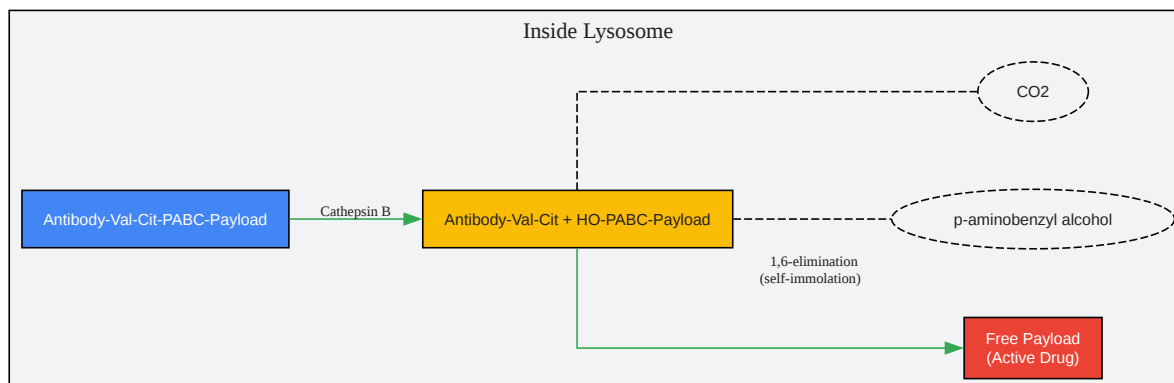 Inside Lysosome
CO2
Antibody-Val-Cit-PABC-Payload
Cathepsin B
Antibody-Val-Cit + HO-PABC-Payload
p-aminobenzyl alcohol
1,6-elimination
(self-immolation)
Free Payload
(Active Drug)